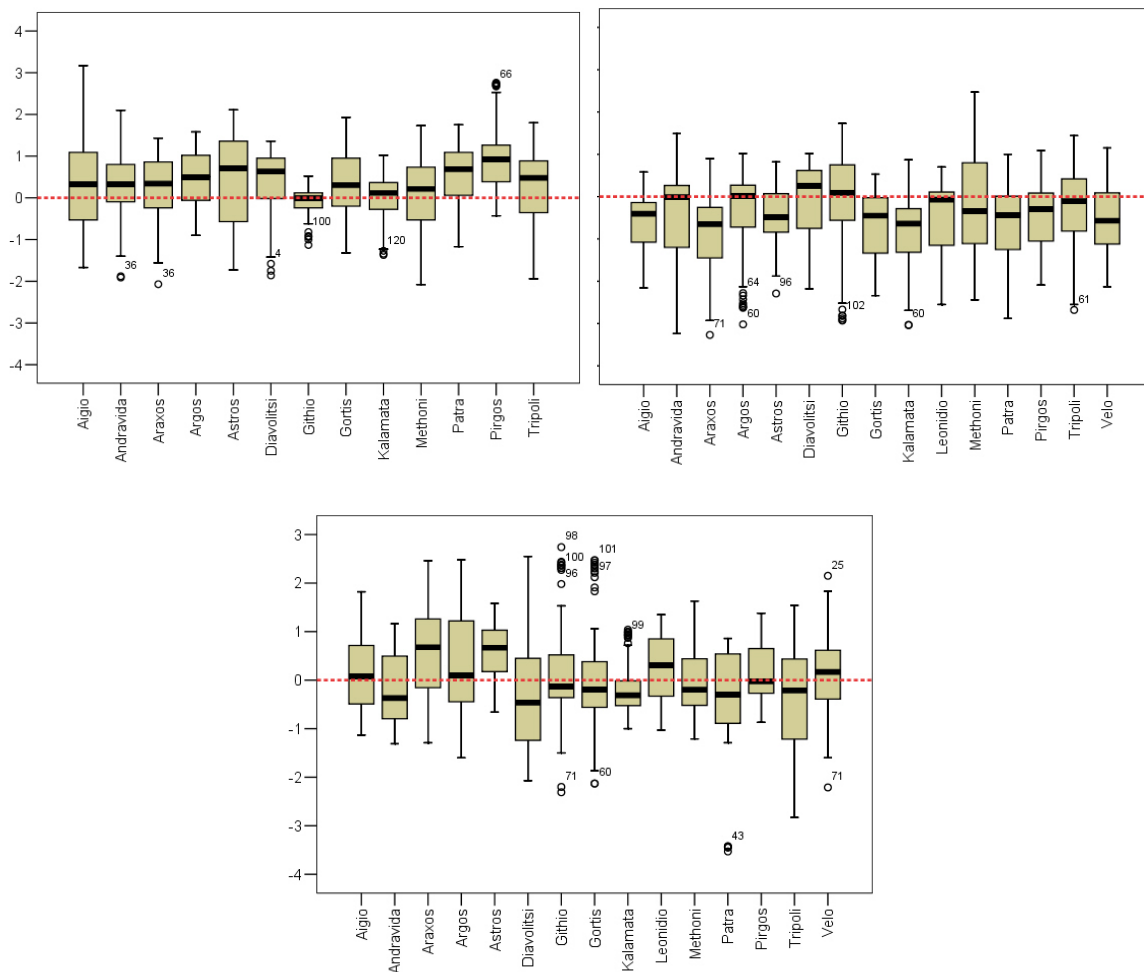 4
3
2
1
0
-1
-2
-3
-4
36
36
4
100
120
66
Aigio
Andravida
Araxos
Argos
Astros
Diavolitsi
Githio
Gortis
Kalamata
Methoni
Patra
Pirgos
Tripoli
71
64
60
96
102
60
61
Aigio
Andravida
Araxos
Argos
Astros
Diavolitsi
Githio
Gortis
Kalamata
Leonidio
Methoni
Patra
Pirgos
Tripoli
Velo
3
2
1
0
-1
-2
-3
-4
98
100
96
71
101
97
60
99
43
25
71
Aigio
Andravida
Araxos
Argos
Astros
Diavolitsi
Githio
Gortis
Kalamata
Leonidio
Methoni
Patra
Pirgos
Tripoli
Velo